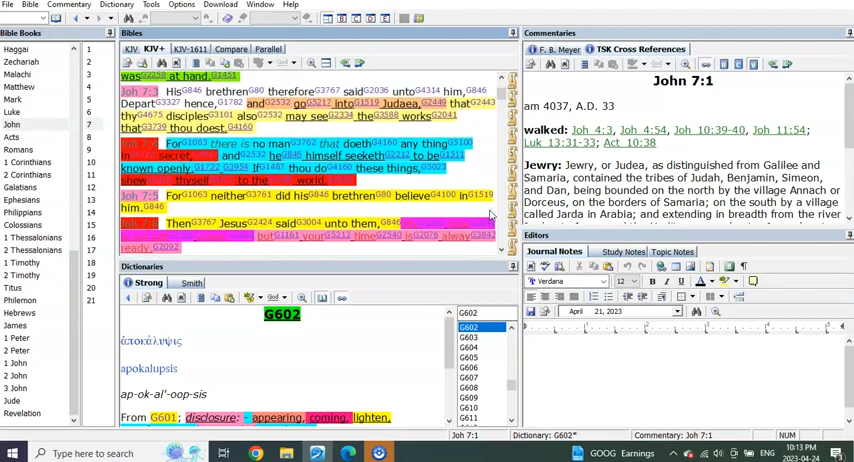 File Bible Commentary Dictionary Tools Options Download Window Help
Bible Books
Haggai
Zechariah
Malachi
Matthew
Mark
Luke
John
Acts
Romans
1 Corinthians
2 Corinthians
Galatians
Ephesians
Philippians
Colossians
1 Thessalonians
2 Thessalonians
1 Timothy
2 Timothy
Titus
Philemon
Hebrews
James
1 Peter
2 Peter
1 John
2 John
3 John
Jude
Revelation
1
2
3
4
5
6
7
8
9
10
11
12
13
14
15
16
17
18
19
20
21
Bibles
KJV KJV+ KJV-1611 Compare Parallel
was G2258 at hand. G1451
Joh 7:3 His G846 brethren G80 therefore G3767 said G2036 unto G4314 him, G846
Depart G3327 hence, G1782 and G2532 go G5217 into G1519 Judaea, G2449 that G2443
thy G4675 disciples G3101 also G2532 may see G2334 the G3588 works G2041
that G3739 thou doest. G4160
For G1063 there is no man G3762 that doeth G4160 any thing G5100
in secret, and G2532 he G846 himself seeketh G2212 to be G1511
known openly. G1722 G3954 If G1487 thou do G4160 these things, G5023
shew thyself to the world.
Joh 7:5 For G1063 neither G3761 did his G846 brethren G80 believe G4100 in G1519
him. G846
Then G3767 Jesus G2424 said G3004 unto them, G846
but G1161 your G5212 time G2540 is G2076 alway G3842
ready. G2092
Dictionaries
Strong Smith
God
G602
ἀποκάλυψις
apokalupsis
ap-ok-al'-oop-sis
From G601; disclosure: - appearing, coming, lighten,
G602
G602
G603
G604
G605
G606
G607
G608
G609
G610
G611
Commentaries
F. B. Meyer TSK Cross References
John 7:1
am 4037, A.D. 33
walked: Joh 4:3, Joh 4:54, Joh 10:39-40, Joh 11:54;
Luk 13:31-33; Act 10:38
Jewry: Jewry, or Judea, as distinguished from Galilee and
Samaria, contained the tribes of Judah, Benjamin, Simeon,
and Dan, being bounded on the north by the village Annach or
Dorceus, on the borders of Samaria; on the south by a village
called Jarda in Arabia; and extending in breadth from the river
Editors
Journal Notes Study Notes Topic Notes
Verdana 12 B I U A
April 21, 2023
1 2 3 4 5
Joh 7:1 Dictionary: G602* Commentary: Joh 7:1 NUM
Type here to search
GOOG Earnings
ENG
10:13 PM
2023-04-24